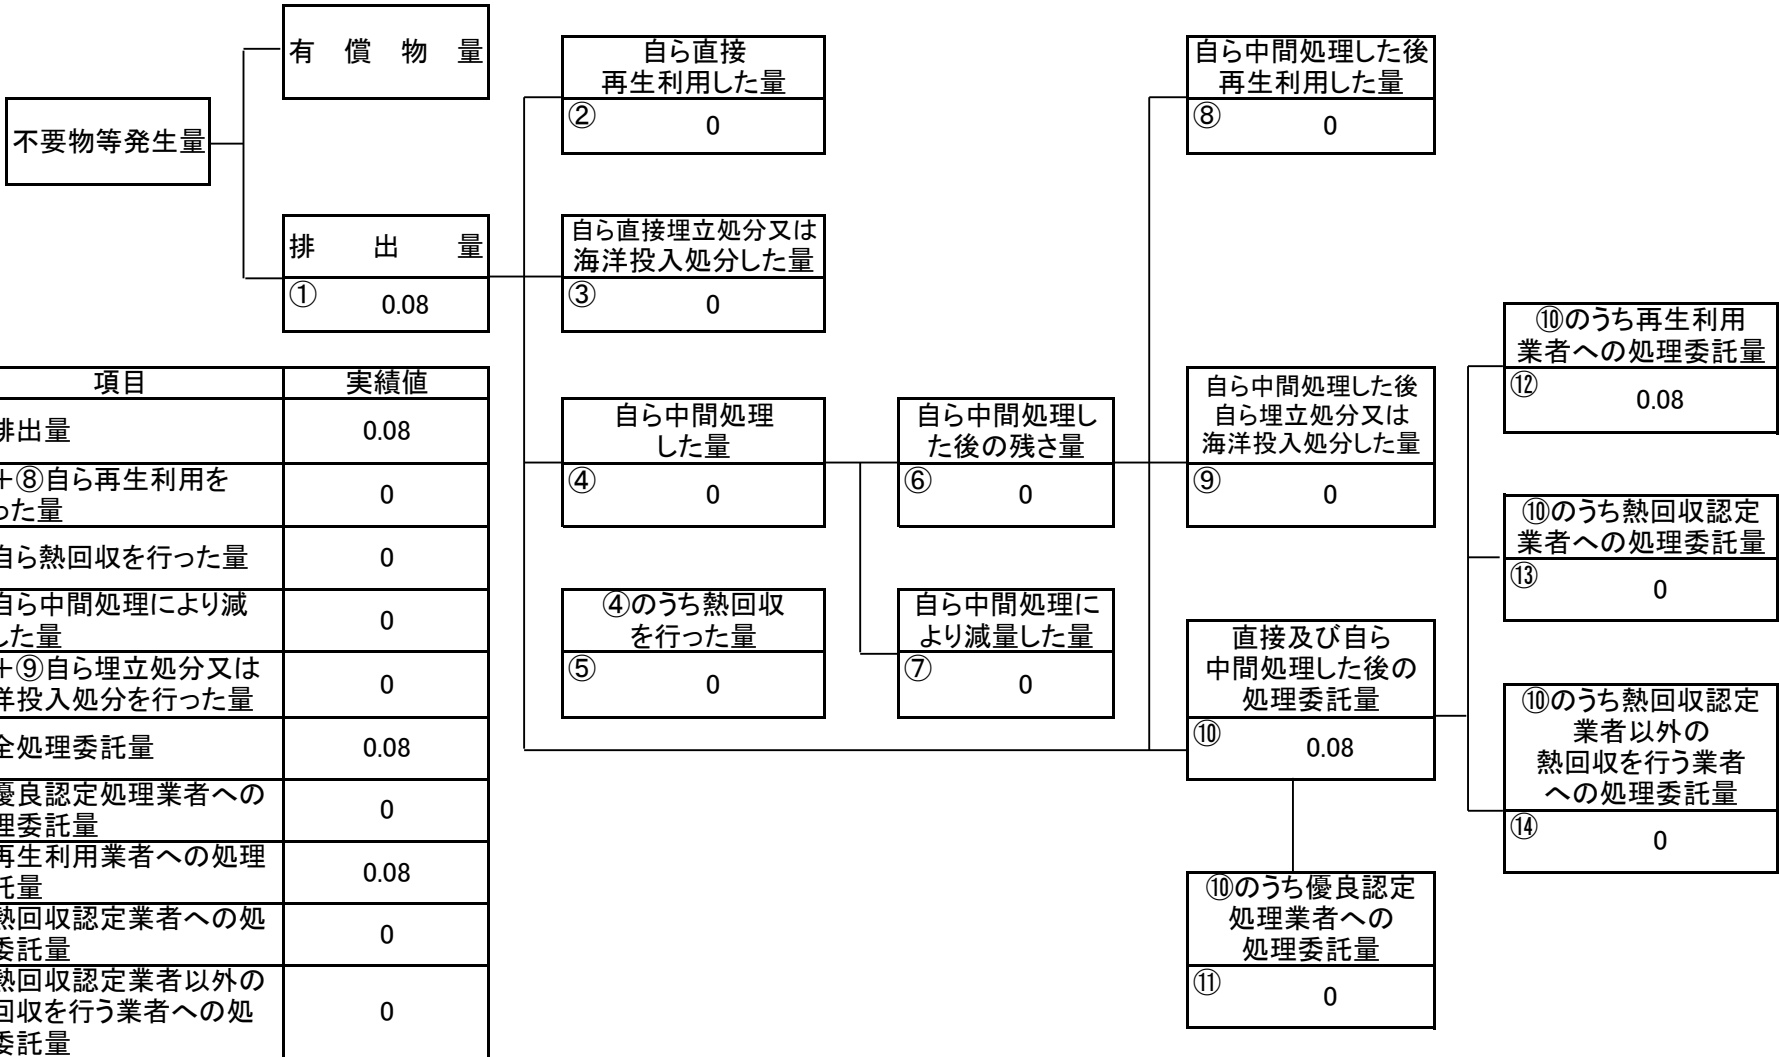 不要物等発生量
有 償 物 量
排 出 量
① 0.08
自ら直接
再生利用した量
② 0
自ら直接埋立処分又は
海洋投入処分した量
③ 0
自ら中間処理
した量
④ 0
④のうち熱回収
を行った量
⑤ 0
自ら中間処理し
た後の残さ量
⑥ 0
自ら中間処理に
より減量した量
⑦ 0
自ら中間処理した後
再生利用した量
⑧ 0
自ら中間処理した後
自ら埋立処分又は
海洋投入処分した量
⑨ 0
直接及び自ら
中間処理した後の
処理委託量
⑩ 0.08
⑩のうち優良認定
処理業者への
処理委託量
⑪ 0
⑩のうち再生利用
業者への処理委託量
⑫ 0.08
⑩のうち熱回収認定
業者への処理委託量
⑬ 0
⑩のうち熱回収認定
業者以外の
熱回収を行う業者
への処理委託量
⑭ 0
項目 実績値
排出量 0.08
+⑧自ら再生利用を
った量 0
自ら熱回収を行った量 0
自ら中間処理により減
した量 0
+⑨自ら埋立処分又は
洋投入処分を行った量 0
全処理委託量 0.08
優良認定処理業者への
理委託量 0
再生利用業者への処理
託量 0.08
熱回収認定業者への処
委託量 0
熱回収認定業者以外の
回収を行う業者への処
委託量 0